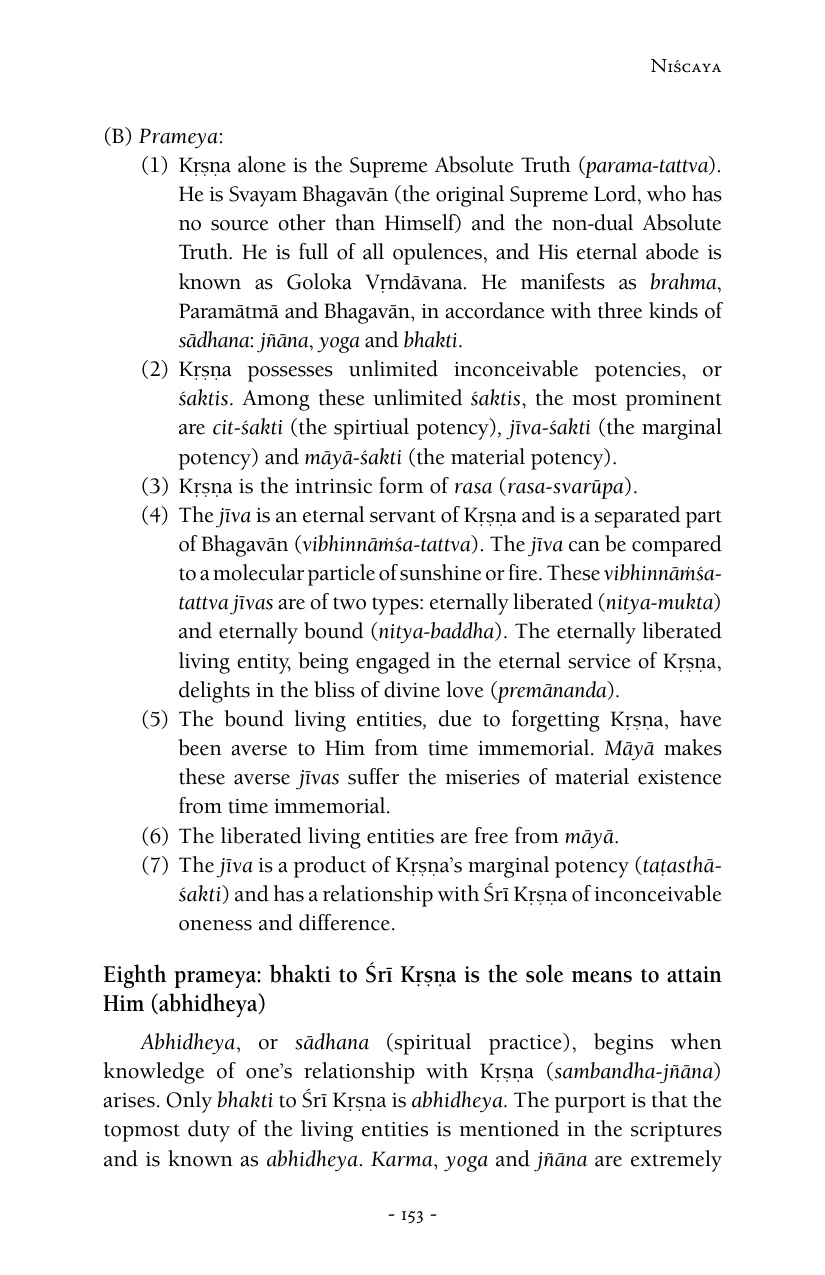 Niścaya
(B) Prameya:
(1) Kṛṣṇa alone is the Supreme Absolute Truth (parama-tattva).
He is Svayam Bhagavān (the original Supreme Lord, who has
no source other than Himself) and the non-dual Absolute
Truth. He is full of all opulences, and His eternal abode is
known as Goloka Vṛndāvana. He manifests as brahma,
Paramātmā and Bhagavān, in accordance with three kinds of
sādhana: jñāna, yoga and bhakti.
(2) Kṛṣṇa possesses unlimited inconceivable potencies, or
śaktis. Among these unlimited śaktis, the most prominent
are cit-śakti (the spirtiual potency), jīva-śakti (the marginal
potency) and māyā-śakti (the material potency).
(3) Kṛṣṇa is the intrinsic form of rasa (rasa-svarūpa).
(4) The jīva is an eternal servant of Kṛṣṇa and is a separated part
of Bhagavān (vibhinnāṁśa-tattva). The jīva can be compared
to a molecular particle of sunshine or fire. These vibhinnāṁśa-
tattva jīvas are of two types: eternally liberated (nitya-mukta)
and eternally bound (nitya-baddha). The eternally liberated
living entity, being engaged in the eternal service of Kṛṣṇa,
delights in the bliss of divine love (premānanda).
(5) The bound living entities, due to forgetting Kṛṣṇa, have
been averse to Him from time immemorial. Māyā makes
these averse jīvas suffer the miseries of material existence
from time immemorial.
(6) The liberated living entities are free from māyā.
(7) The jīva is a product of Kṛṣṇa's marginal potency (taṭasthā-
śakti) and has a relationship with Śrī Kṛṣṇa of inconceivable
oneness and difference.
Eighth prameya: bhakti to Śrī Kṛṣṇa is the sole means to attain
Him (abhidheya)
Abhidheya, or sādhana (spiritual practice), begins when
knowledge of one's relationship with Kṛṣṇa (sambandha-jñāna)
arises. Only bhakti to Śrī Kṛṣṇa is abhidheya. The purport is that the
topmost duty of the living entities is mentioned in the scriptures
and is known as abhidheya. Karma, yoga and jñāna are extremely
- 153 -